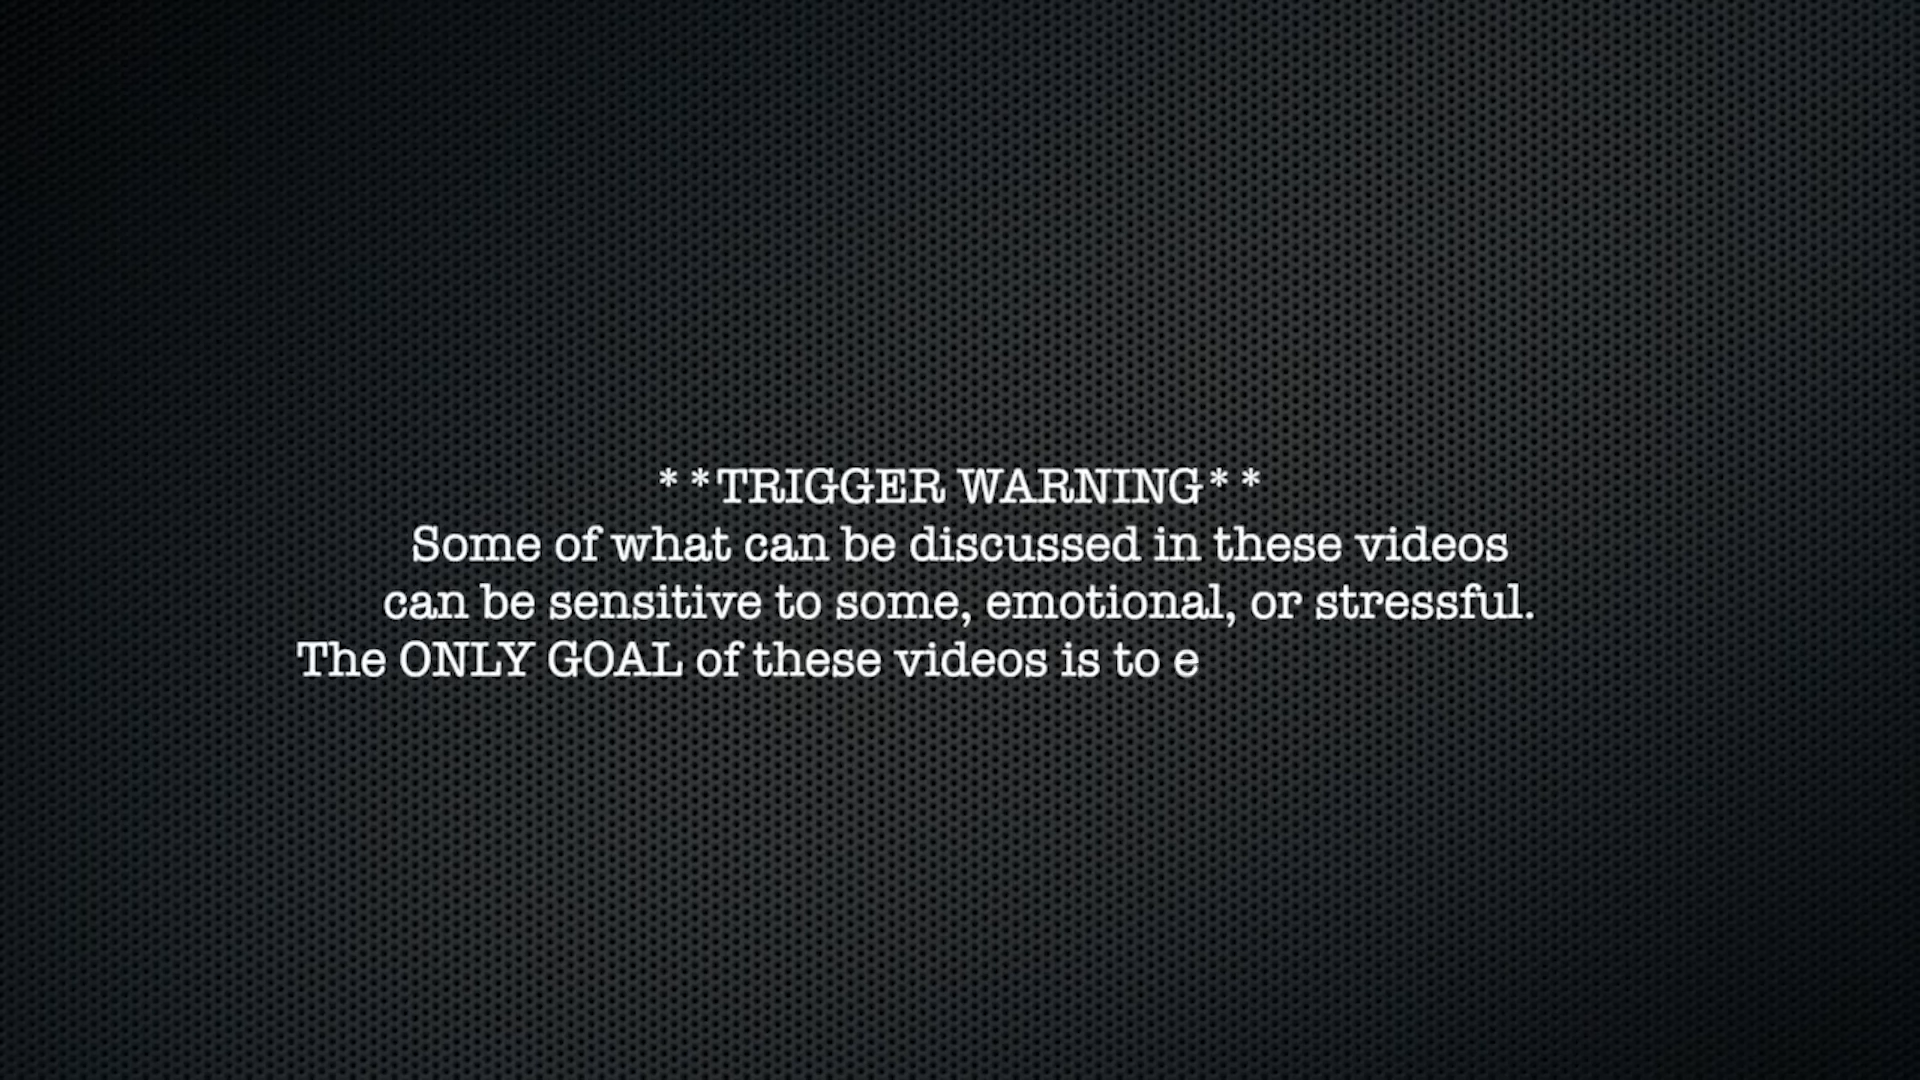 **TRIGGER WARNING**
Some of what can be discussed in these videos
can be sensitive to some, emotional, or stressful.
The ONLY GOAL of these videos is to e